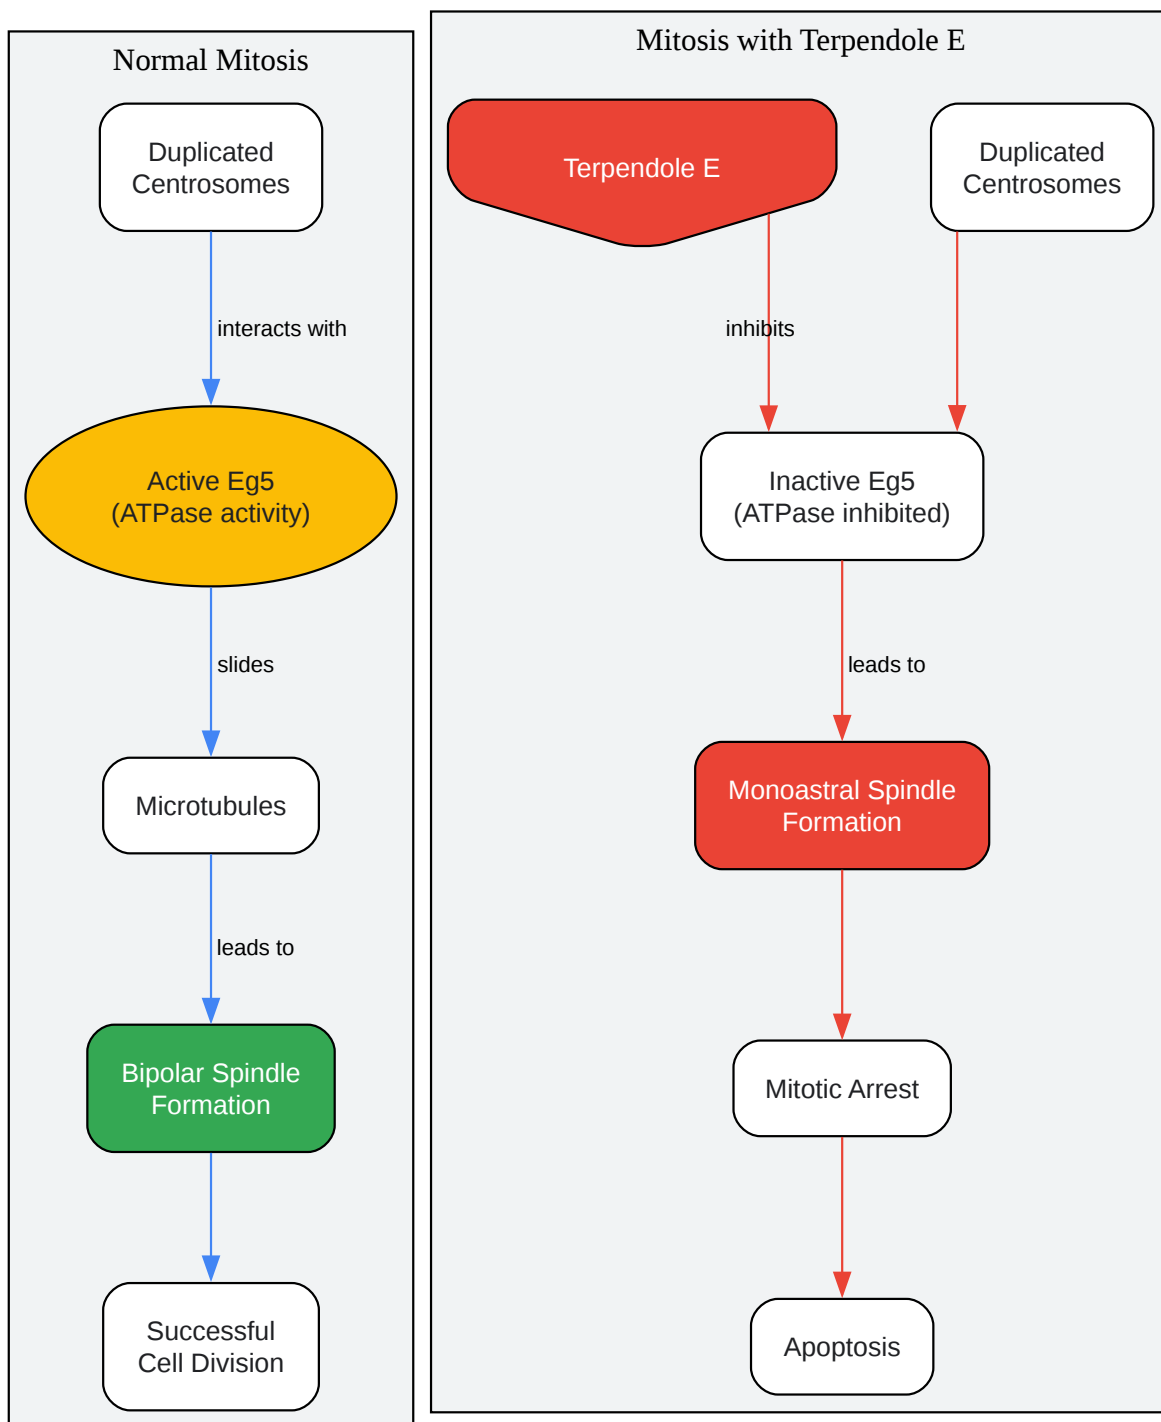 Normal Mitosis
Duplicated
Centrosomes
interacts with
Active Eg5
(ATPase activity)
slides
Microtubules
leads to
Bipolar Spindle
Formation
Successful
Cell Division
Mitosis with Terpendole E
Terpendole E
Duplicated
Centrosomes
inhibits
Inactive Eg5
(ATPase inhibited)
leads to
Monoastral Spindle
Formation
Mitotic Arrest
Apoptosis